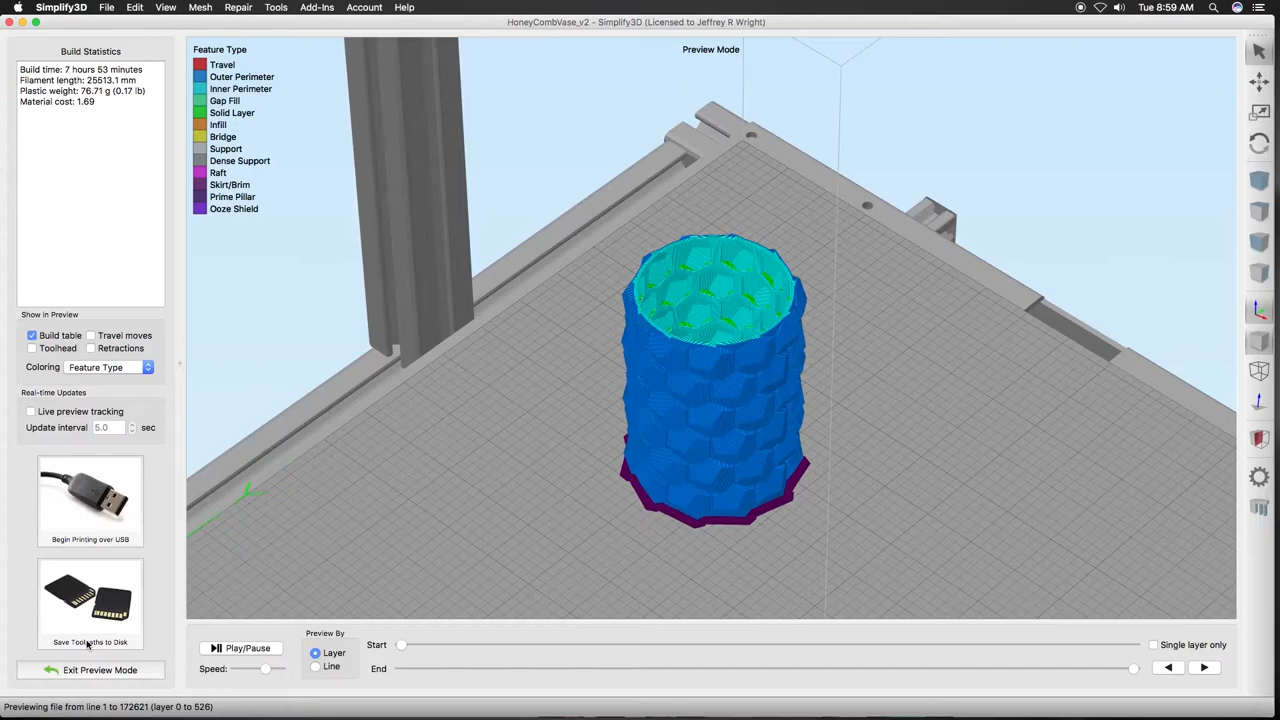 Simplify3D File Edit View Mesh Repair Tools Add-Ins Account Help Tue 8:59 AM
HoneyCombVase_v2 - Simplify3D (Licensed to Jeffrey R Wright)
Build Statistics
Build time: 7 hours 53 minutes
Filament length: 25513.1 mm
Plastic weight: 76.71 g (0.17 lb)
Material cost: 1.69
Show in Preview
Build table Travel moves
Toolhead Retractions
Coloring Feature Type
Real-time Updates
Live preview tracking
Update interval 5.0 sec
Begin Printing over USB
Save Toolpaths to Disk
Exit Preview Mode
Feature Type
Travel
Outer Perimeter
Inner Perimeter
Gap Fill
Solid Layer
Infill
Bridge
Support
Dense Support
Raft
Skirt/Brim
Prime Pillar
Ooze Shield
Preview Mode
Play/Pause
Speed:
Preview By
Layer
Line
Start
End
Single layer only
Previewing file from line 1 to 172621 (layer 0 to 526)